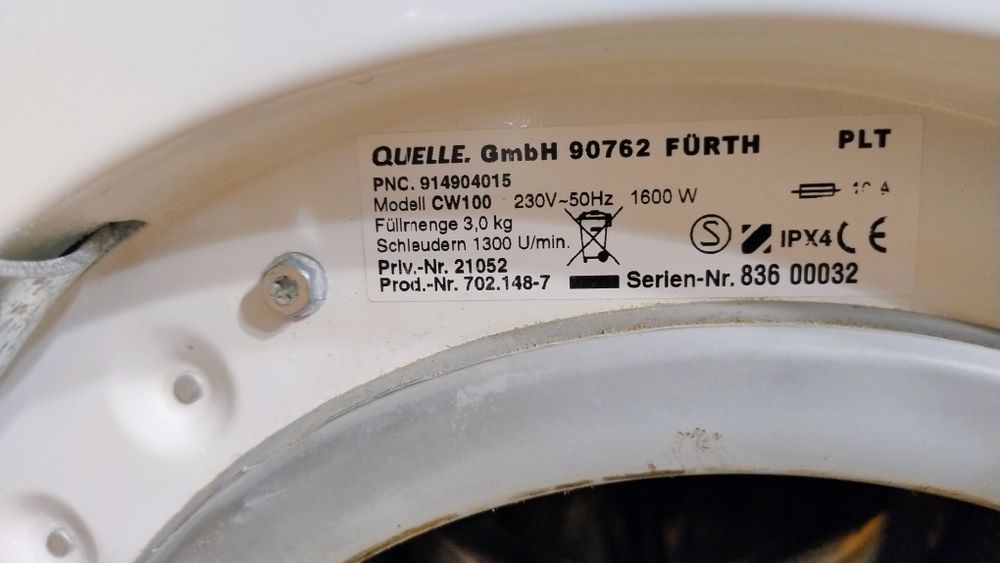 QUELLE. GmbH 90762 FÜRTH PLT
PNC. 914904015
Modell CW100 230V~50Hz 1600 W A
Füllmenge 3,0 kg
Schleudern 1300 U/min. S IPX4 CE
Priv.-Nr. 21052
Prod.-Nr. 702.148-7 Serien-Nr. 836 00032